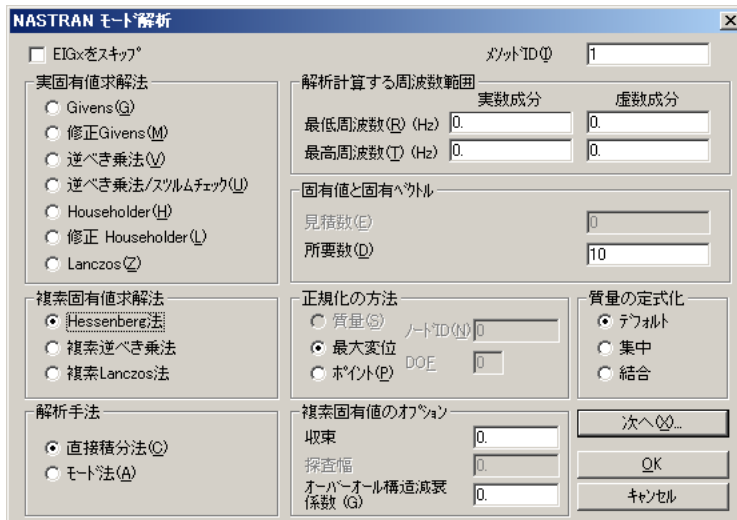 NASTRAN モード解析
EIGxをスキップ
メソッドID(I)
1
実固有値求解法
Givens(G)
修正Givens(M)
逆べき乗法(V)
逆べき乗法/スツルムチェック(U)
Householder(H)
修正 Householder(L)
Lanczos(Z)
解析計算する周波数範囲
実数成分
虚数成分
最低周波数(R) (Hz)
0.
0.
最高周波数(T) (Hz)
0.
0.
固有値と固有ベクトル
見積数(E)
0
所要数(D)
10
複素固有値求解法
Hessenberg法
複素逆べき乗法
複素Lanczos法
正規化の方法
質量(S)
最大変位
ポイント(P)
ノードID(N)
0
DOF
0
質量の定式化
デフォルト
集中
結合
解析手法
直接積分法(C)
モード法(A)
複素固有値のオプション
収束
0.
探査幅
0.
オーバーオール構造減衰
係数 (G)
0.
次へ(X)...
OK
キャンセル